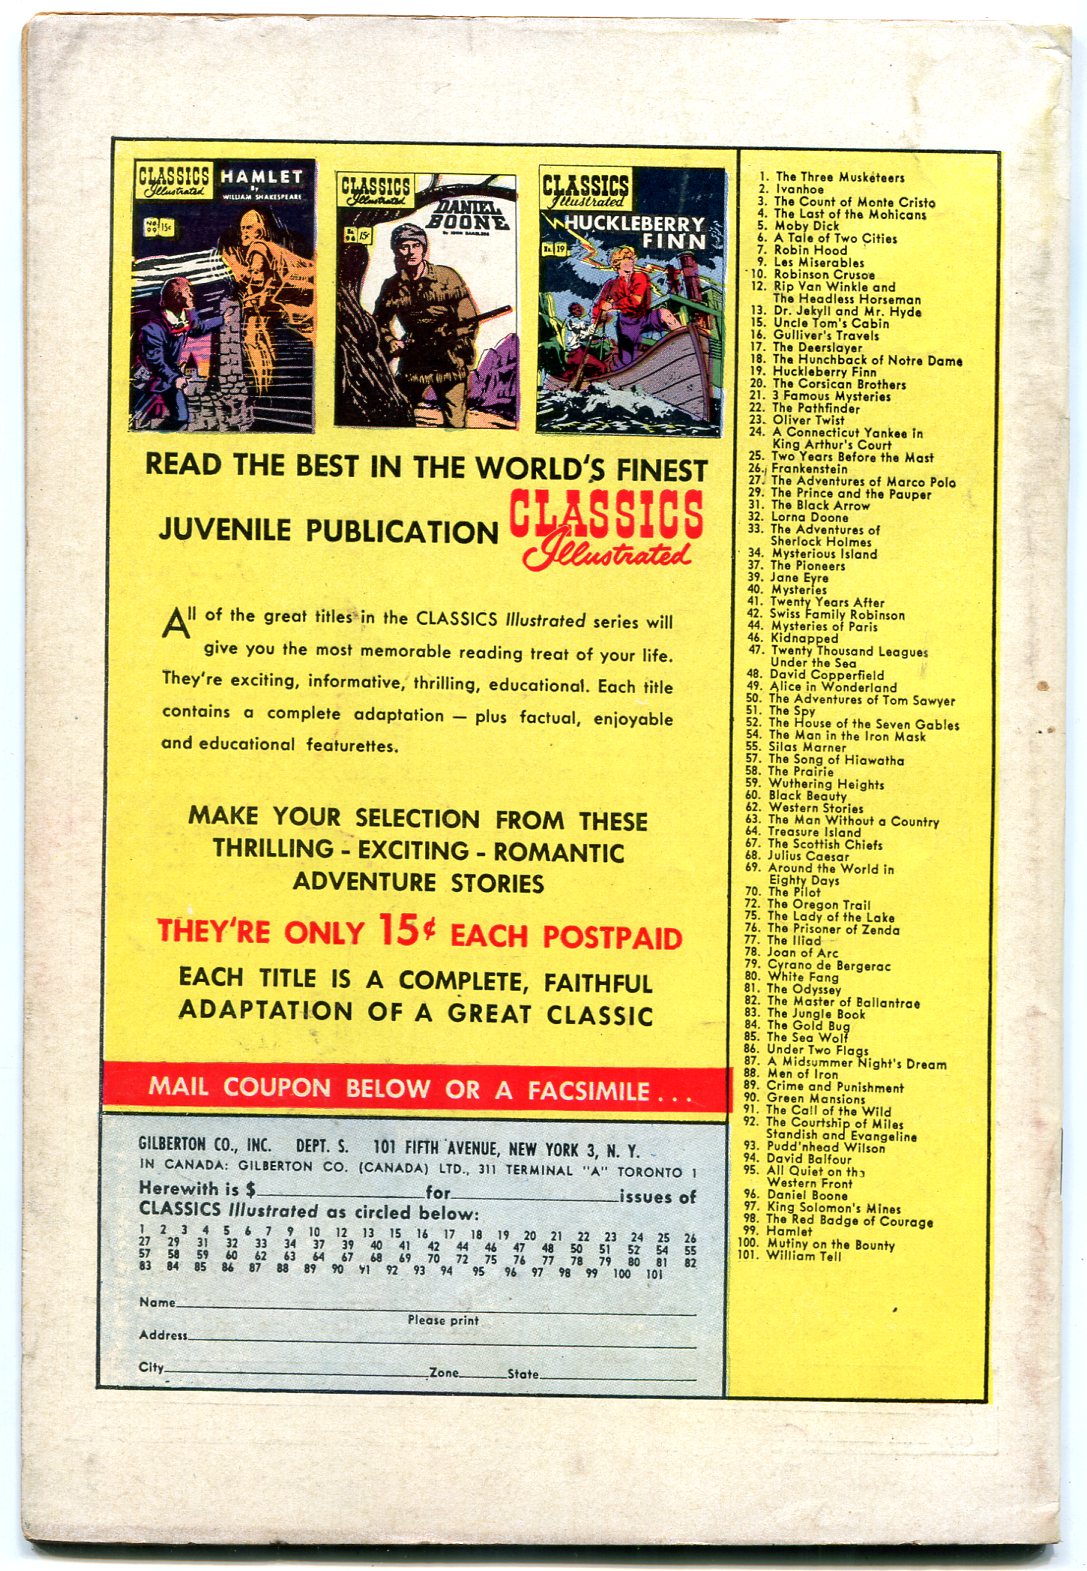 CLASSICS
Illustrated
HAMLET
By
WILLIAM SHAKESPEARE
No.
99
15¢
CLASSICS
Illustrated
DANIEL
BOONE
BY JOHN BAKELESS
No.
96
15¢
CLASSICS
Illustrated
HUCKLEBERRY
FINN
No. 19
READ THE BEST IN THE WORLD'S FINEST
JUVENILE PUBLICATION CLASSICS
Illustrated
All of the great titles in the CLASSICS Illustrated series will
give you the most memorable reading treat of your life.
They're exciting, informative, thrilling, educational. Each title
contains a complete adaptation — plus factual, enjoyable
and educational featurettes.
MAKE YOUR SELECTION FROM THESE
THRILLING - EXCITING - ROMANTIC
ADVENTURE STORIES
THEY'RE ONLY 15¢ EACH POSTPAID
EACH TITLE IS A COMPLETE, FAITHFUL
ADAPTATION OF A GREAT CLASSIC
MAIL COUPON BELOW OR A FACSIMILE . . .
GILBERTON CO., INC. DEPT. S. 101 FIFTH AVENUE, NEW YORK 3, N. Y.
IN CANADA: GILBERTON CO. (CANADA) LTD., 311 TERMINAL "A" TORONTO 1
Herewith is $ for issues of
CLASSICS Illustrated as circled below:
1 2 3 4 5 6 7 9 10 12 13 15 16 17 18 19 20 21 22 23 24 25 26
27 29 31 32 33 34 37 39 40 41 42 44 46 47 48 50 51 52 54 55
57 58 59 60 62 63 64 67 68 69 70 72 75 76 77 78 79 80 81 82
83 84 85 86 87 88 89 90 91 92 93 94 95 96 97 98 99 100 101
Name
Please print
Address
City Zone State
1. The Three Musketeers
2. Ivanhoe
3. The Count of Monte Cristo
4. The Last of the Mohicans
5. Moby Dick
6. A Tale of Two Cities
7. Robin Hood
9. Les Miserables
10. Robinson Crusoe
12. Rip Van Winkle and
The Headless Horseman
13. Dr. Jekyll and Mr. Hyde
15. Uncle Tom's Cabin
16. Gulliver's Travels
17. The Deerslayer
18. The Hunchback of Notre Dame
19. Huckleberry Finn
20. The Corsican Brothers
21. 3 Famous Mysteries
22. The Pathfinder
23. Oliver Twist
24. A Connecticut Yankee in
King Arthur's Court
25. Two Years Before the Mast
26. Frankenstein
27. The Adventures of Marco Polo
29. The Prince and the Pauper
31. The Black Arrow
32. Lorna Doone
33. The Adventures of
Sherlock Holmes
34. Mysterious Island
37. The Pioneers
39. Jane Eyre
40. Mysteries
41. Twenty Years After
42. Swiss Family Robinson
44. Mysteries of Paris
46. Kidnapped
47. Twenty Thousand Leagues
Under the Sea
48. David Copperfield
49. Alice in Wonderland
50. The Adventures of Tom Sawyer
51. The Spy
52. The House of the Seven Gables
54. The Man in the Iron Mask
55. Silas Marner
57. The Song of Hiawatha
58. The Prairie
59. Wuthering Heights
60. Black Beauty
62. Western Stories
63. The Man Without a Country
64. Treasure Island
67. The Scottish Chiefs
68. Julius Caesar
69. Around the World in
Eighty Days
70. The Pilot
72. The Oregon Trail
75. The Lady of the Lake
76. The Prisoner of Zenda
77. The Iliad
78. Joan of Arc
79. Cyrano de Bergerac
80. White Fang
81. The Odyssey
82. The Master of Ballantrae
83. The Jungle Book
84. The Gold Bug
85. The Sea Wolf
86. Under Two Flags
87. A Midsummer Night's Dream
88. Men of Iron
89. Crime and Punishment
90. Green Mansions
91. The Call of the Wild
92. The Courtship of Miles
Standish and Evangeline
93. Pudd'nhead Wilson
94. David Balfour
95. All Quiet on the
Western Front
96. Daniel Boone
97. King Solomon's Mines
98. The Red Badge of Courage
99. Hamlet
100. Mutiny on the Bounty
101. William Tell